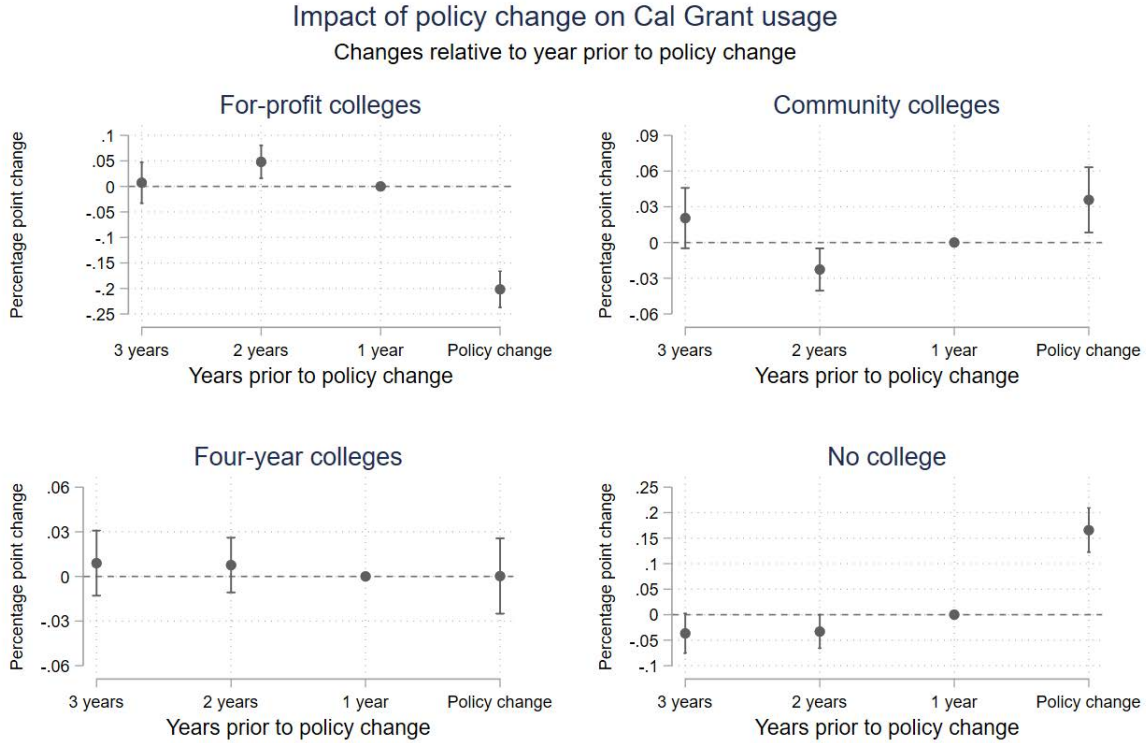 Impact of policy change on Cal Grant usage
Changes relative to year prior to policy change
For-profit colleges
Percentage point change
.1
.05
0
-.05
-.1
-.15
-.2
-.25
3 years
2 years
1 year
Policy change
Years prior to policy change
Community colleges
Percentage point change
.09
.06
.03
0
-.03
-.06
3 years
2 years
1 year
Policy change
Years prior to policy change
Four-year colleges
Percentage point change
.06
.03
0
-.03
-.06
3 years
2 years
1 year
Policy change
Years prior to policy change
No college
Percentage point change
.25
.2
.15
.1
.05
0
-.05
-.1
3 years
2 years
1 year
Policy change
Years prior to policy change